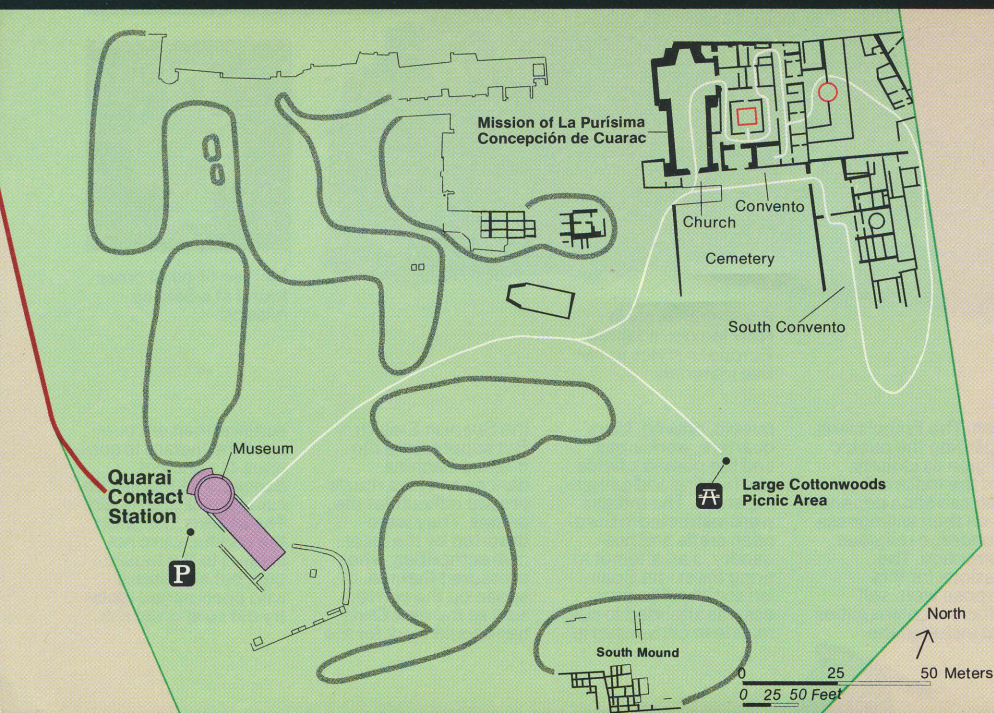 Mission of La Purísima
Concepción de Cuarac
Convento
Church
Cemetery
South Convento
Museum
Quarai
Contact
Station
P
Large Cottonwoods
Picnic Area
South Mound
North
0 25 50 Meters
0 25 50 Feet